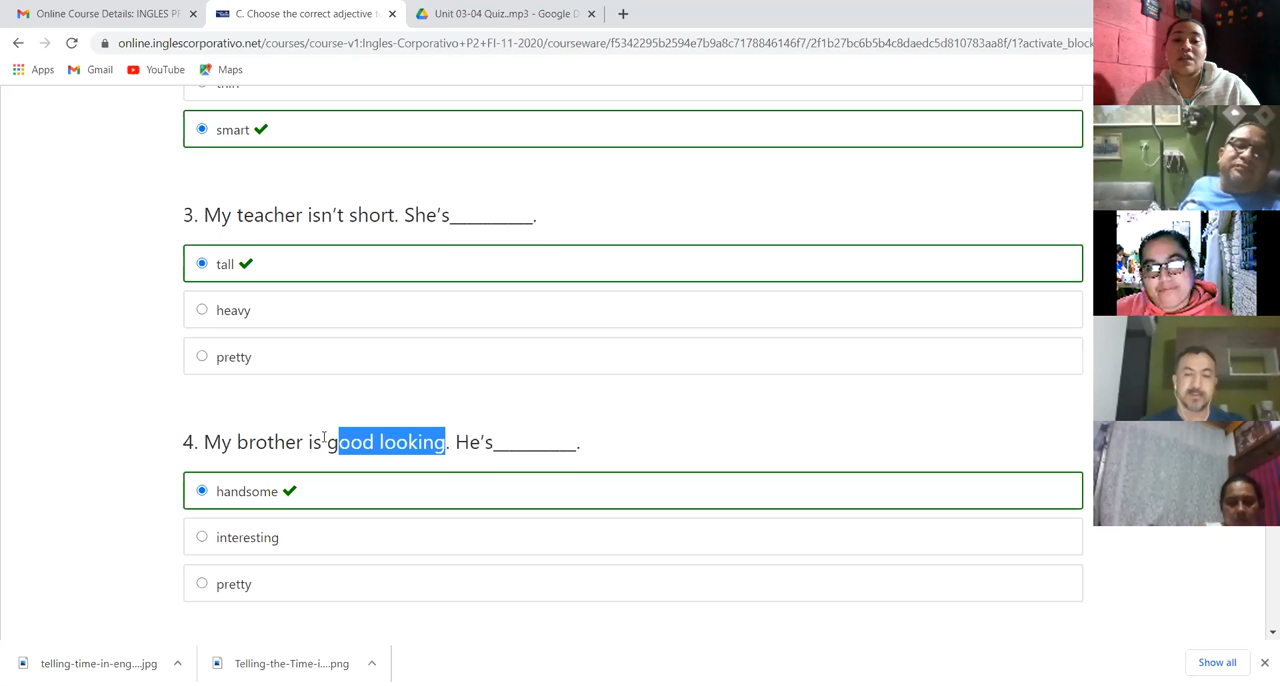 Online Course Details: INGLES PF
C. Choose the correct adjective t
Unit 03-04 Quiz..mp3 - Google D
online.inglescorporativo.net/courses/course-v1:Ingles-Corporativo+P2+FI-11-2020/courseware/f5342295b2594e7b9a8c7178846146f7/2f1b27bc6b5b4c8daedc5d810783aa8f/1?activate_block
Apps Gmail YouTube Maps
thin
smart
3. My teacher isn't short. She's_________.
tall
heavy
pretty
4. My brother is good looking. He's_________.
handsome
interesting
pretty
telling-time-in-eng....jpg
Telling-the-Time-i....png
Show all